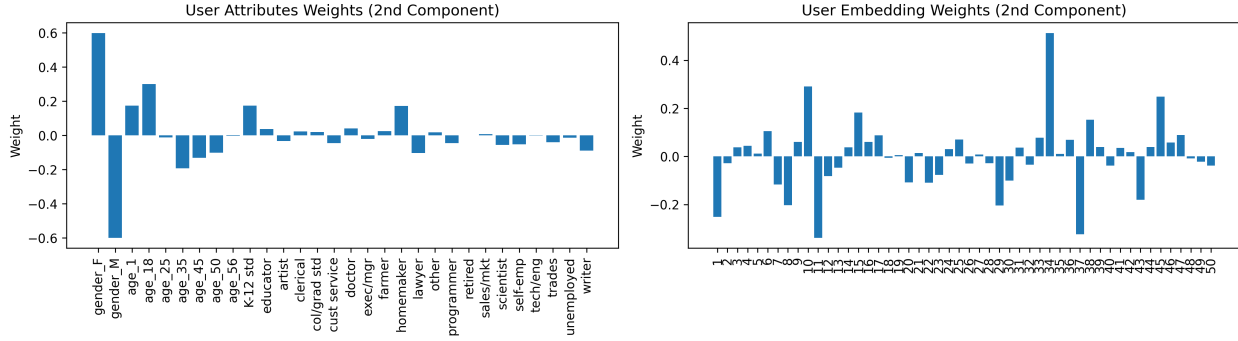 User Attributes Weights (2nd Component)
Weight
0.6
0.4
0.2
0.0
−0.2
−0.4
−0.6
gender_F
gender_M
age_1
age_18
age_25
age_35
age_45
age_50
age_56
K-12 std
educator
artist
clerical
col/grad std
cust service
doctor
exec/mgr
farmer
homemaker
lawyer
other
programmer
retired
sales/mkt
scientist
self-emp
tech/eng
trades
unemployed
writer
User Embedding Weights (2nd Component)
Weight
0.4
0.2
0.0
−0.2
1
2
3
4
5
6
7
8
9
10
11
12
13
14
15
16
17
18
19
20
21
22
23
24
25
26
27
28
29
30
31
32
33
34
35
36
37
38
39
40
41
42
43
44
45
46
47
48
49
50